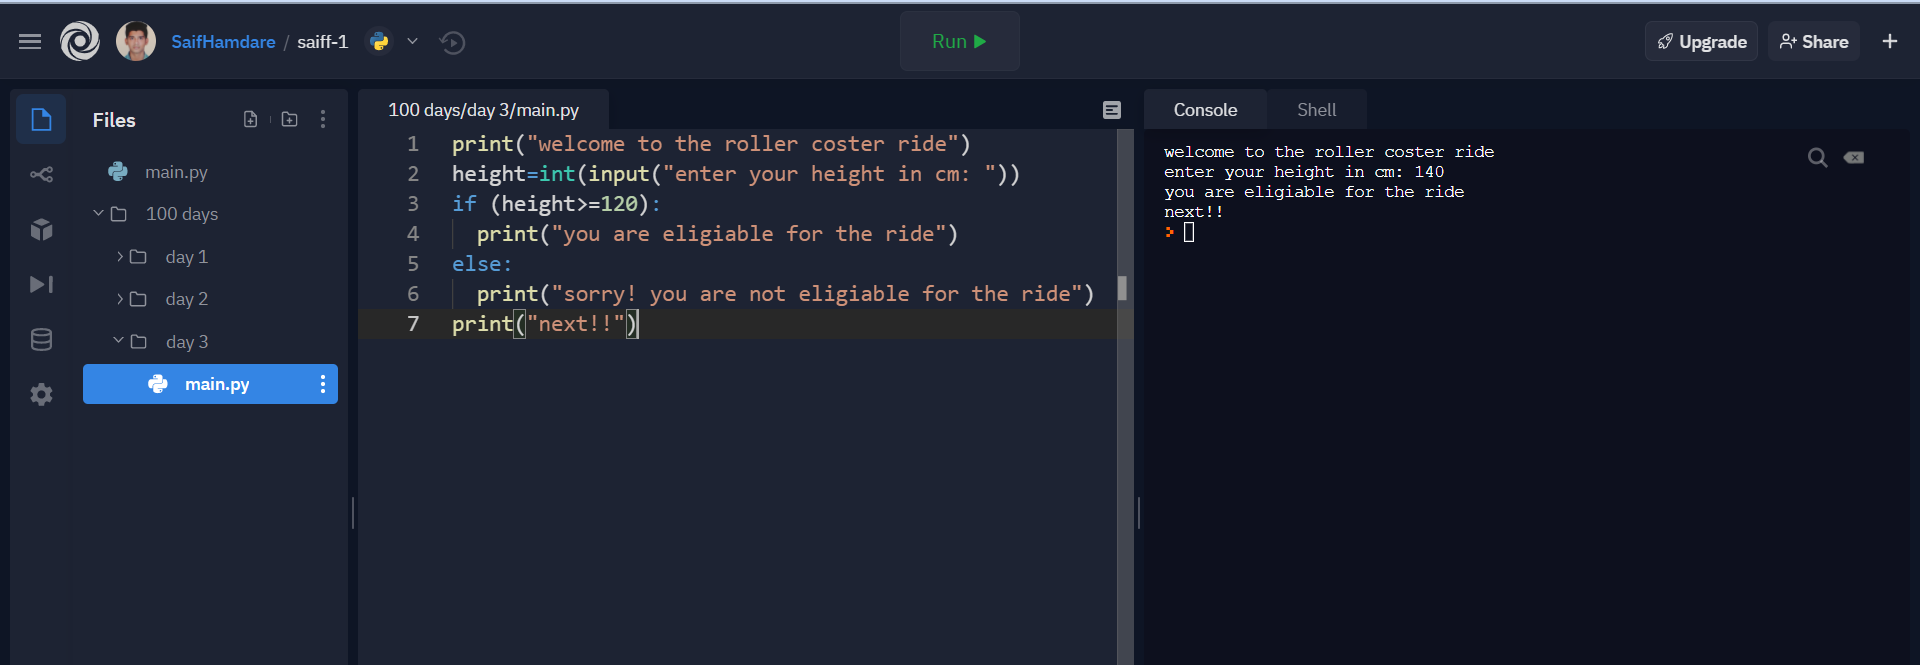 SaifHamdare / saiff-1
Run
Upgrade
Share
Files
main.py
100 days
day 1
day 2
day 3
main.py
100 days/day 3/main.py
1 print("welcome to the roller coster ride")
2 height=int(input("enter your height in cm: "))
3 if (height>=120):
4 print("you are eligiable for the ride")
5 else:
6 print("sorry! you are not eligiable for the ride")
7 print("next!!")
Console Shell
welcome to the roller coster ride
enter your height in cm: 140
you are eligiable for the ride
next!!